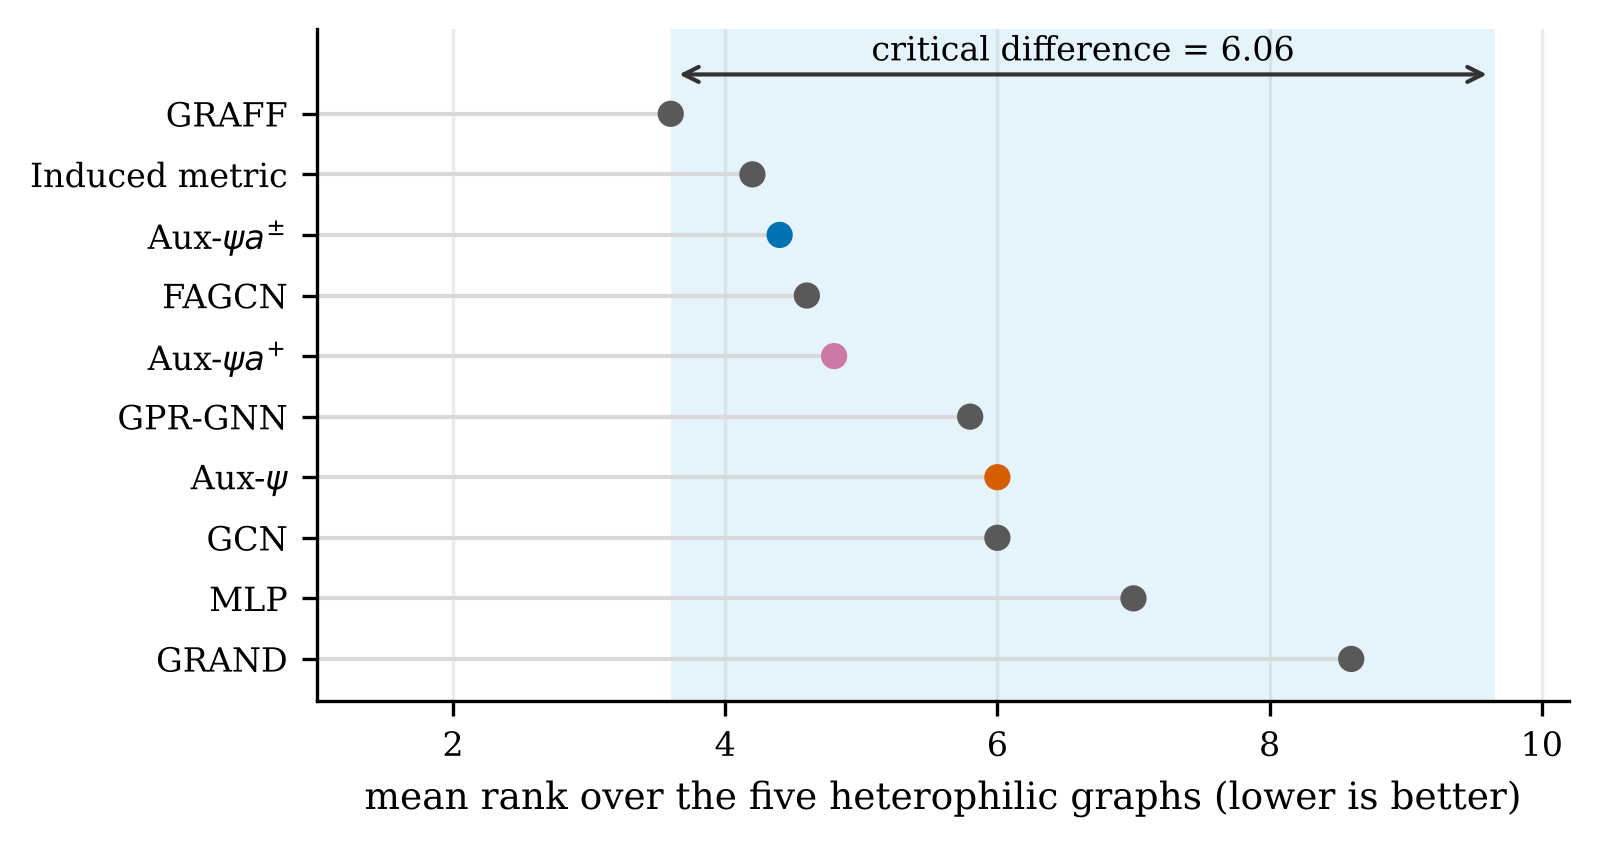 critical difference = 6.06
GRAFF
Induced metric
Aux-ψa±
FAGCN
Aux-ψa+
GPR-GNN
Aux-ψ
GCN
MLP
GRAND
2 4 6 8 10
mean rank over the five heterophilic graphs (lower is better)